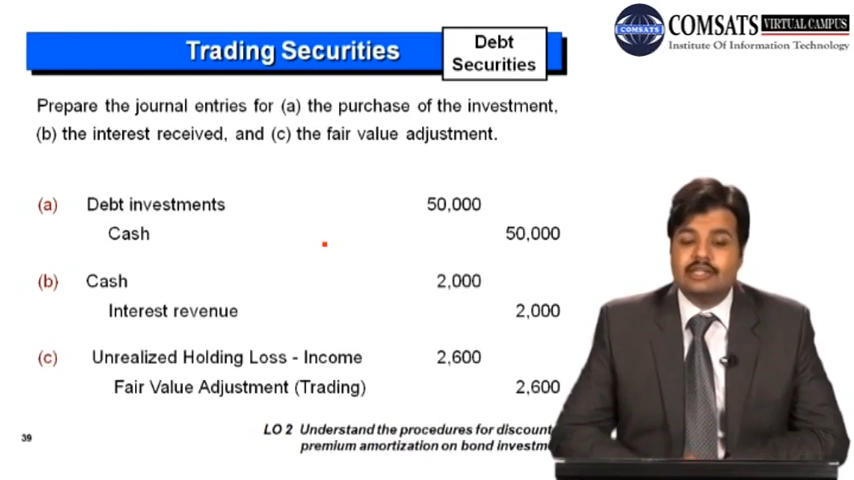 Trading Securities
Debt
Securities
COMSATS
COMSATS VIRTUAL CAMPUS
Institute Of Information Technology
Prepare the journal entries for (a) the purchase of the investment,
(b) the interest received, and (c) the fair value adjustment.
(a) Debt investments 50,000
Cash 50,000
(b) Cash 2,000
Interest revenue 2,000
(c) Unrealized Holding Loss - Income 2,600
Fair Value Adjustment (Trading) 2,600
39
LO 2 Understand the procedures for discount
premium amortization on bond